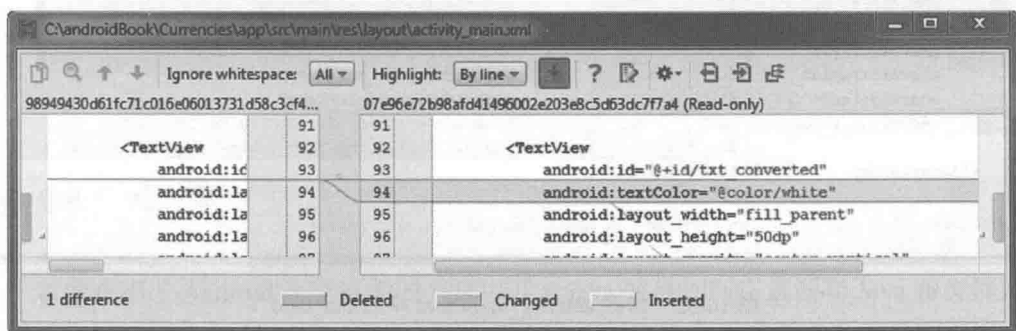 C:\androidBook\Currencies\app\src\main\res\layout\activity_main.xml
Ignore whitespace: All Highlight: By line ?
98949430d61fc71c016e06013731d58c3cf4... 07e96e72b98afd41496002e203e8c5d63dc7f7a4 (Read-only)
91 91
<TextView 92 92 <TextView
android:id 93 93 android:id="@+id/txt_converted"
android:la 94 94 android:textColor="@color/white"
android:la 95 95 android:layout_width="fill_parent"
android:la 96 96 android:layout_height="50dp"
1 difference Deleted Changed Inserted